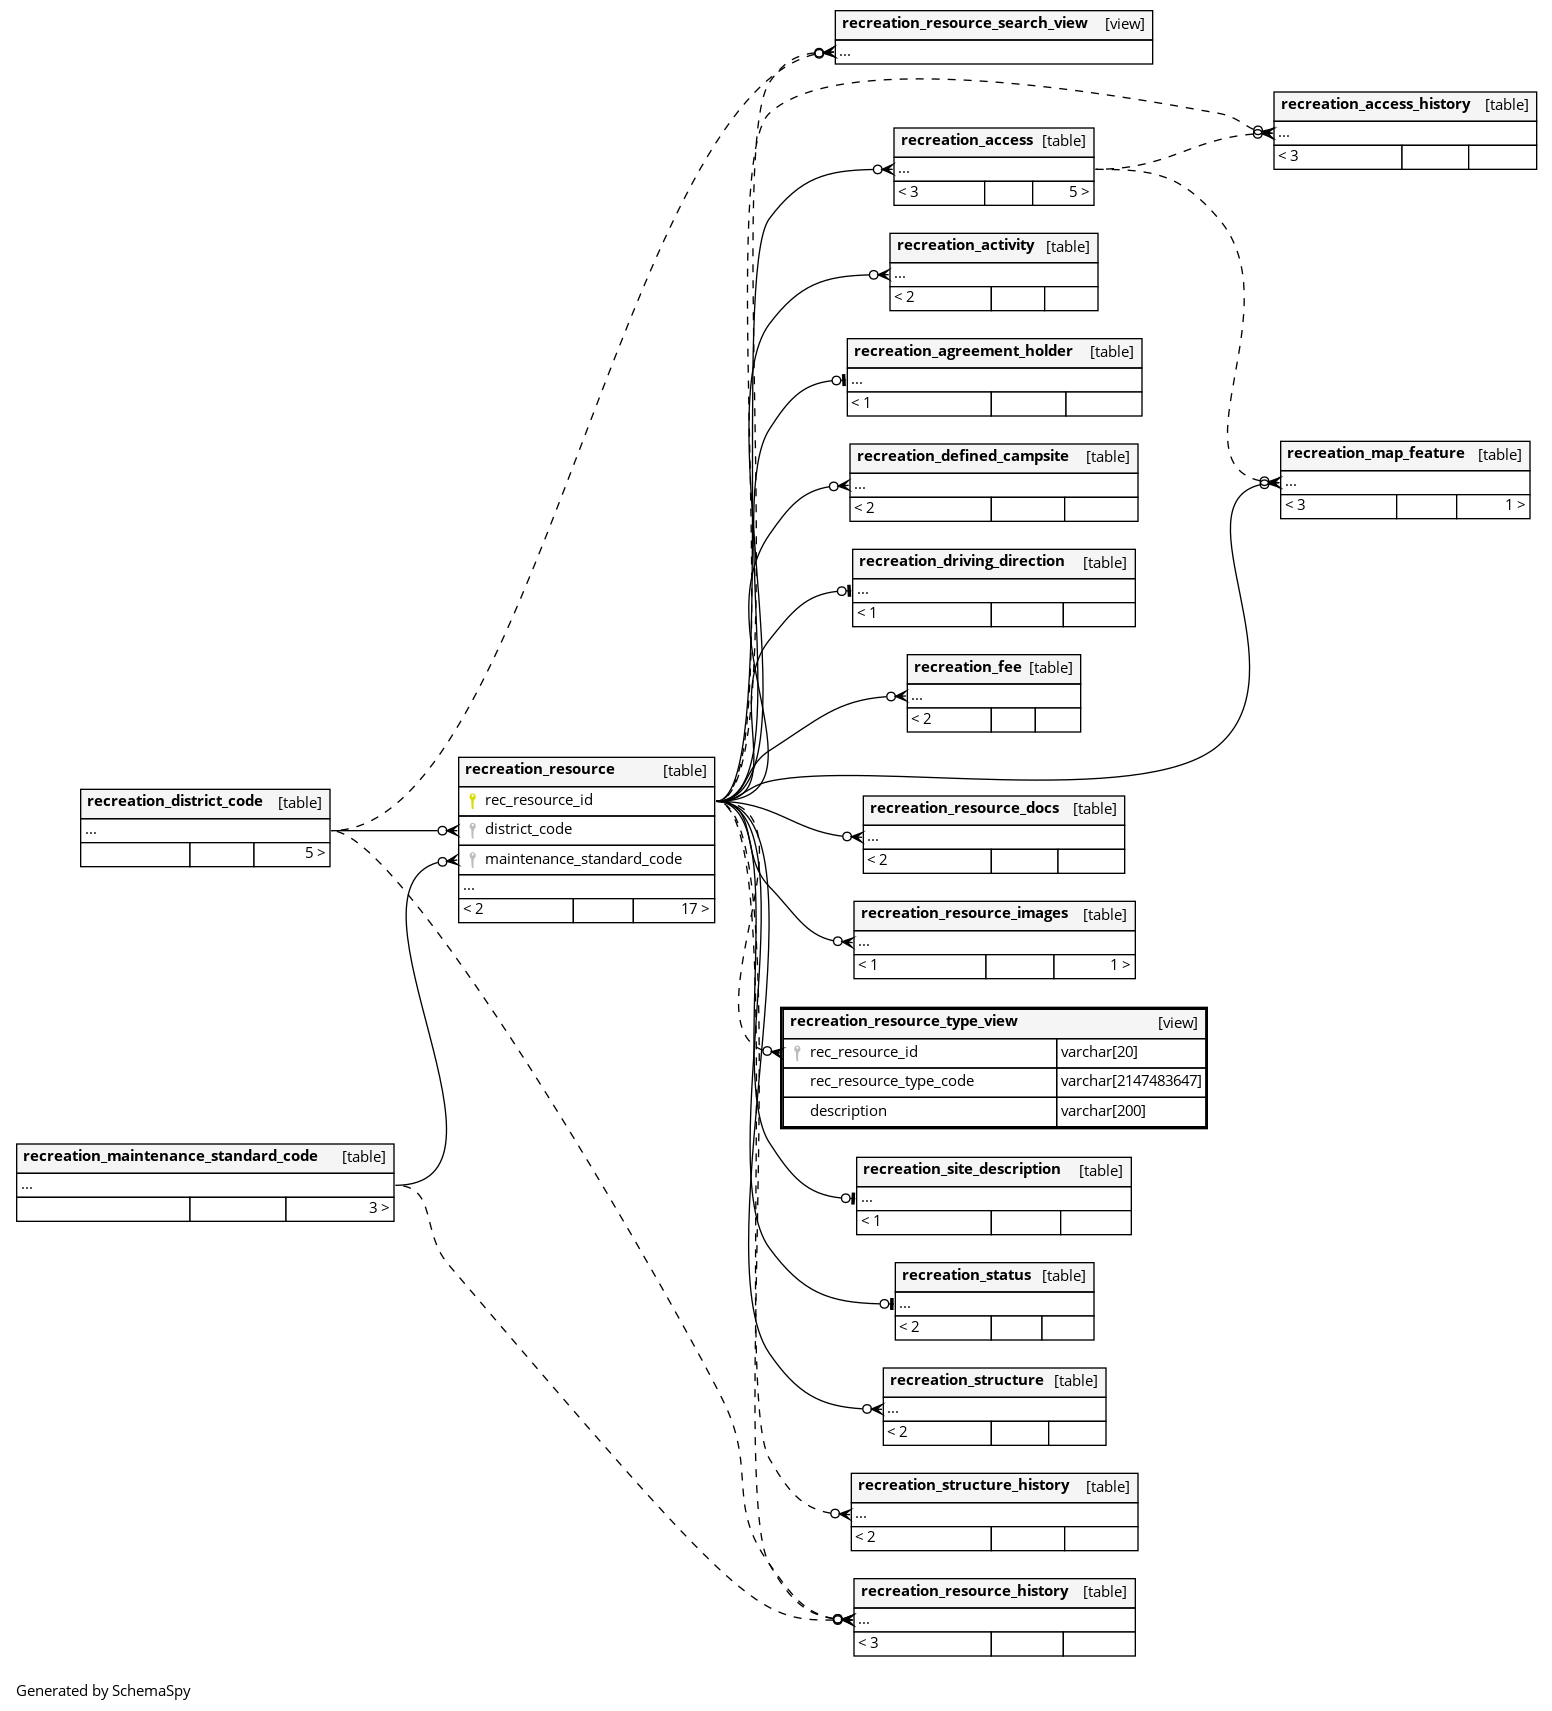 recreation_resource_search_view [view]
...
recreation_access_history [table]
...
< 3
recreation_access [table]
...
< 3 5 >
recreation_activity [table]
...
< 2
recreation_agreement_holder [table]
...
< 1
recreation_defined_campsite [table]
...
< 2
recreation_map_feature [table]
...
< 3 1 >
recreation_driving_direction [table]
...
< 1
recreation_fee [table]
...
< 2
recreation_resource [table]
rec_resource_id
district_code
maintenance_standard_code
...
< 2 17 >
recreation_district_code [table]
...
5 >
recreation_resource_docs [table]
...
< 2
recreation_resource_images [table]
...
< 1 1 >
recreation_resource_type_view [view]
rec_resource_id varchar[20]
rec_resource_type_code varchar[2147483647]
description varchar[200]
recreation_maintenance_standard_code [table]
...
3 >
recreation_site_description [table]
...
< 1
recreation_status [table]
...
< 2
recreation_structure [table]
...
< 2
recreation_structure_history [table]
...
< 2
recreation_resource_history [table]
...
< 3
Generated by SchemaSpy